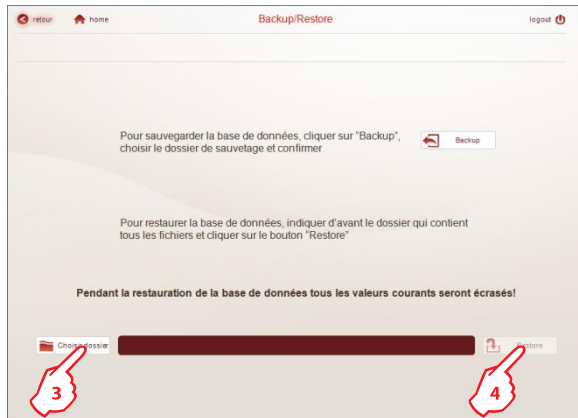 retour home Backup/Restore logout
Pour sauvegarder la base de données, cliquer sur "Backup",
choisir le dossier de sauvetage et confirmer
Backup
Pour restaurer la base de données, indiquer d'avant le dossier qui contient
tous les fichiers et cliquer sur le bouton "Restore"
Pendant la restauration de la base de données tous les valeurs courants seront écrasés!
Choisir dossier Restore
3 4